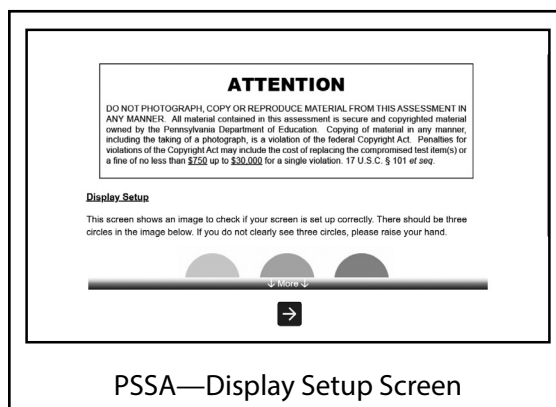 ATTENTION
DO NOT PHOTOGRAPH, COPY OR REPRODUCE MATERIAL FROM THIS ASSESSMENT IN
ANY MANNER. All material contained in this assessment is secure and copyrighted material
owned by the Pennsylvania Department of Education. Copying of material in any manner,
including the taking of a photograph, is a violation of the federal Copyright Act. Penalties for
violations of the Copyright Act may include the cost of replacing the compromised test item(s) or
a fine of no less than $750 up to $30,000 for a single violation. 17 U.S.C. § 101 et seq.
Display Setup
This screen shows an image to check if your screen is set up correctly. There should be three
circles in the image below. If you do not clearly see three circles, please raise your hand.
↓ More ↓
PSSA—Display Setup Screen